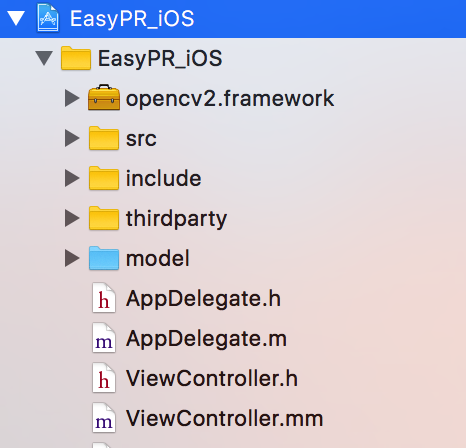 EasyPR_iOS
EasyPR_iOS
opencv2.framework
src
include
thirdparty
model
h AppDelegate.h
m AppDelegate.m
h ViewController.h
m ViewController.mm